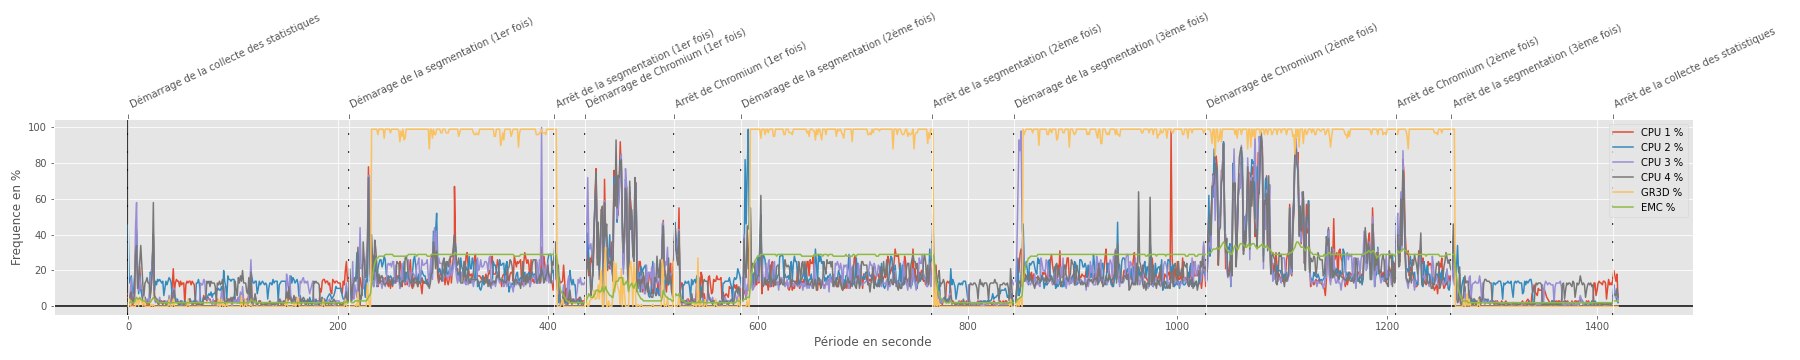 Démarrage de la collecte des statistiques
Démarage de la segmentation (1er fois)
Arrêt de la segmentation (1er fois)
Démarrage de Chromium (1er fois)
Arrêt de Chromium (1er fois)
Démarage de la segmentation (2ème fois)
Arrêt de la segmentation (2ème fois)
Démarage de la segmentation (3ème fois)
Démarrage de Chromium (2ème fois)
Arrêt de Chromium (2ème fois)
Arrêt de la segmentation (3ème fois)
Arrêt de la collecte des statistiques
Frequence en %
100
80
60
40
20
0
CPU 1 %
CPU 2 %
CPU 3 %
CPU 4 %
GR3D %
EMC %
0 200 400 600 800 1000 1200 1400
Période en seconde